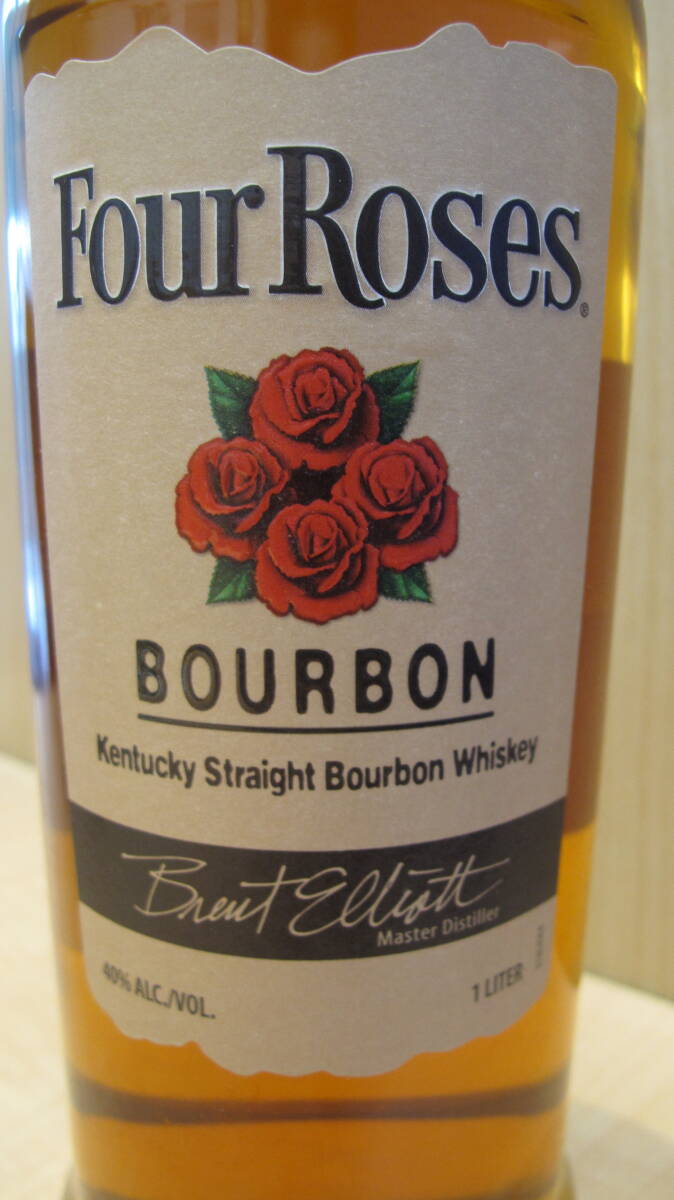 Four Roses®
BOURBON
Kentucky Straight Bourbon Whiskey
Brent Elliott
Master Distiller
40% ALC./VOL.
1 LITER